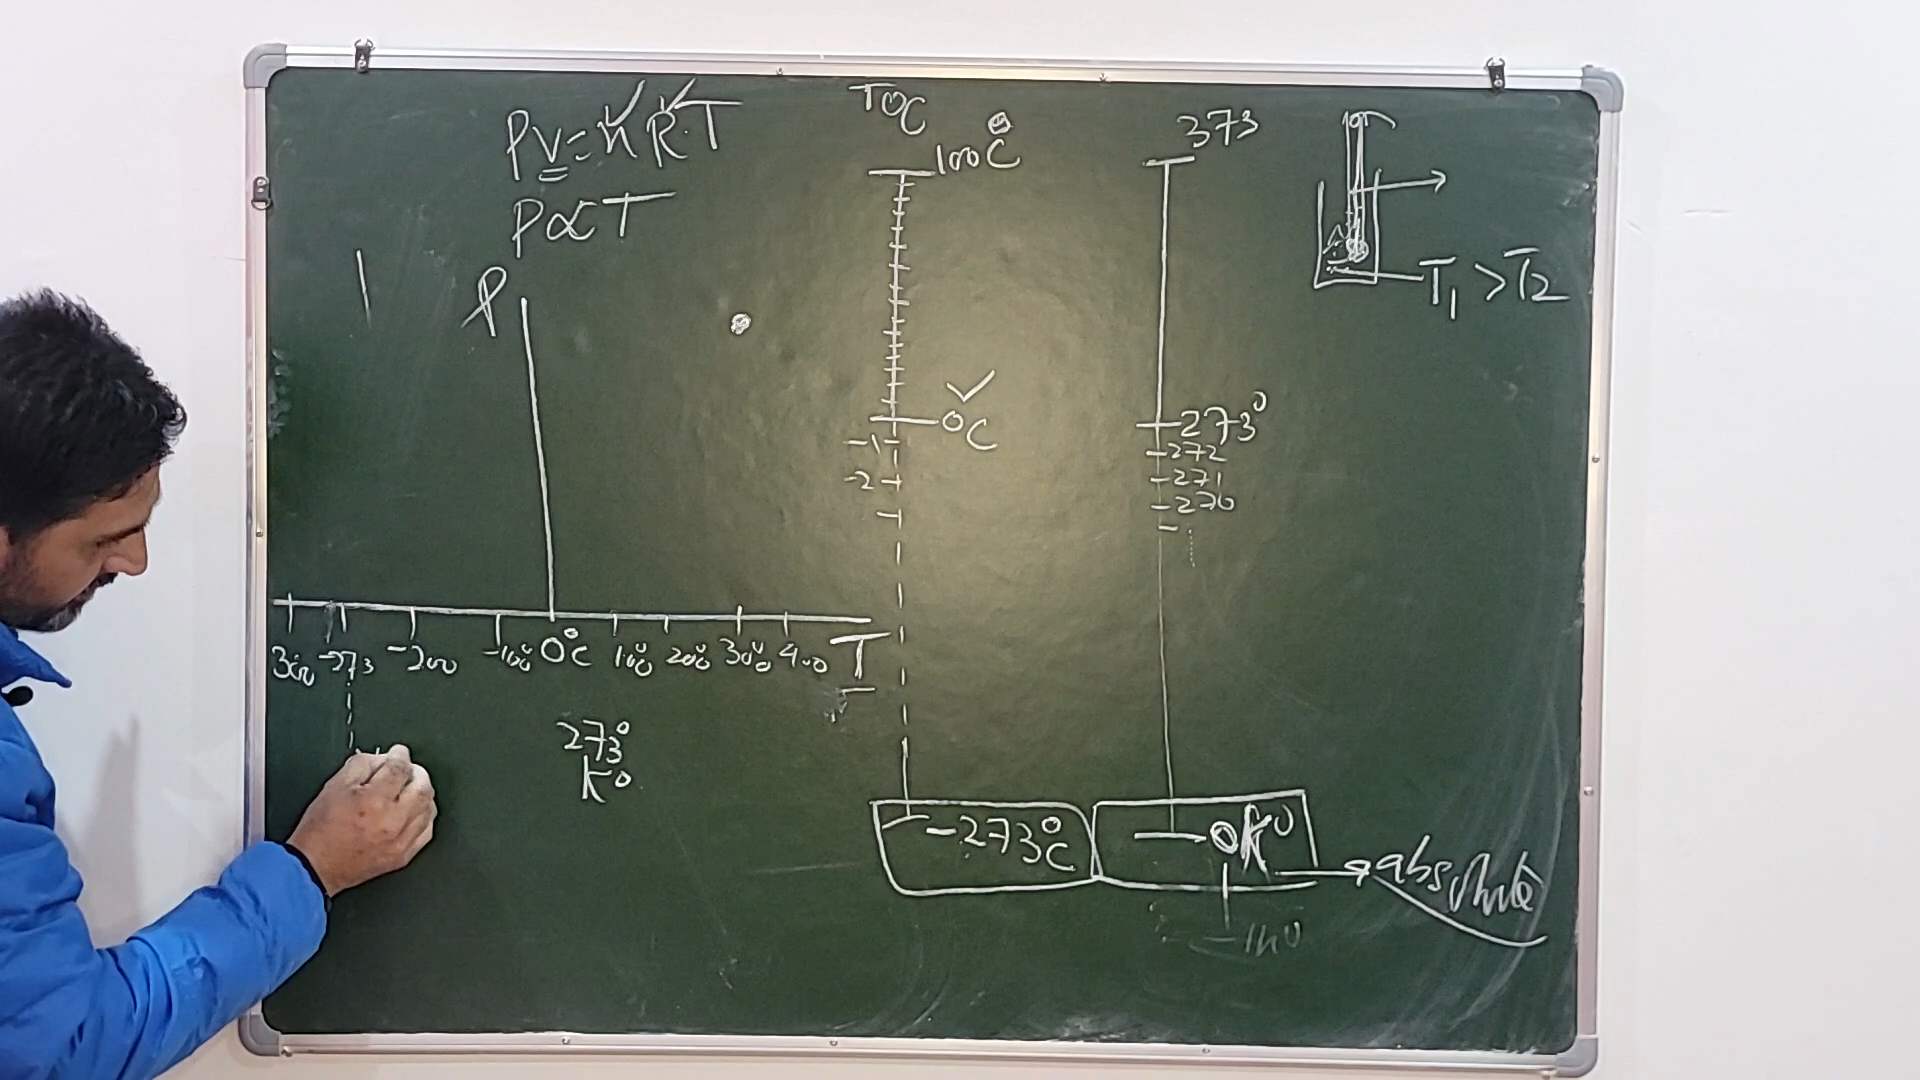 PV=nR.T
P∝T
P
300 -273 -200 -100 0°C 100 200 300 400 T
273°
K°
T°C
100°C
0°C
-1
-2
-273°C
373
273°
272
271
270
0K°
absolute
T1 >T2